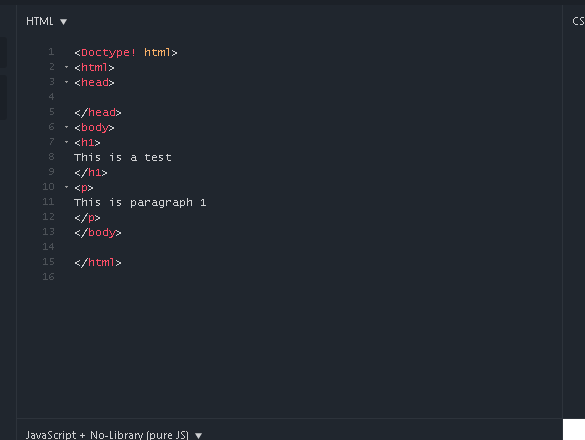 HTML ▼
CS
1 <Doctype! html>
2 <html>
3 <head>
4
5 </head>
6 <body>
7 <h1>
8 This is a test
9 </h1>
10 <p>
11 This is paragraph 1
12 </p>
13 </body>
14
15 </html>
16
JavaScript + No-Library (pure JS) ▼